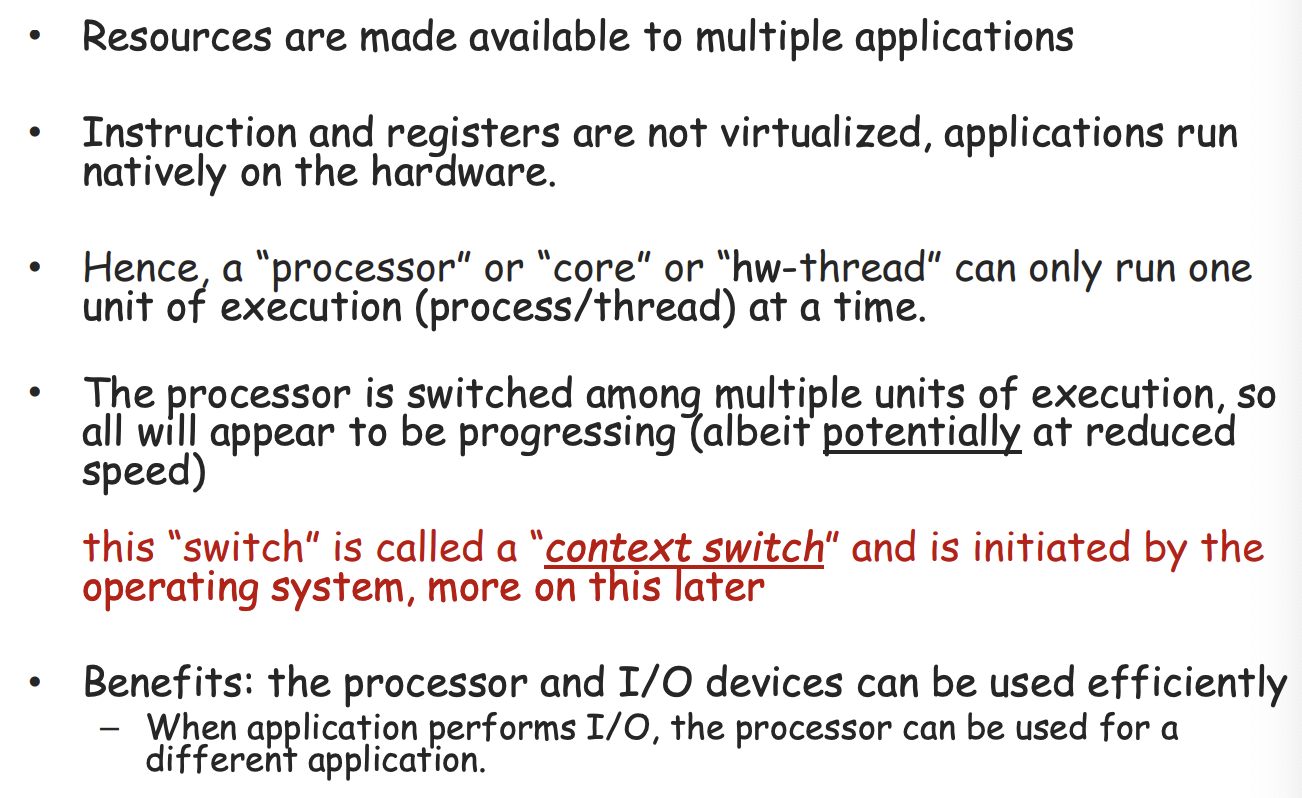 • Resources are made available to multiple applications
• Instruction and registers are not virtualized, applications run
natively on the hardware.
• Hence, a “processor” or “core” or “hw-thread” can only run one
unit of execution (process/thread) at a time.
• The processor is switched among multiple units of execution, so
all will appear to be progressing (albeit potentially at reduced
speed)
this “switch” is called a “context switch” and is initiated by the
operating system, more on this later
• Benefits: the processor and I/O devices can be used efficiently
– When application performs I/O, the processor can be used for a
different application.